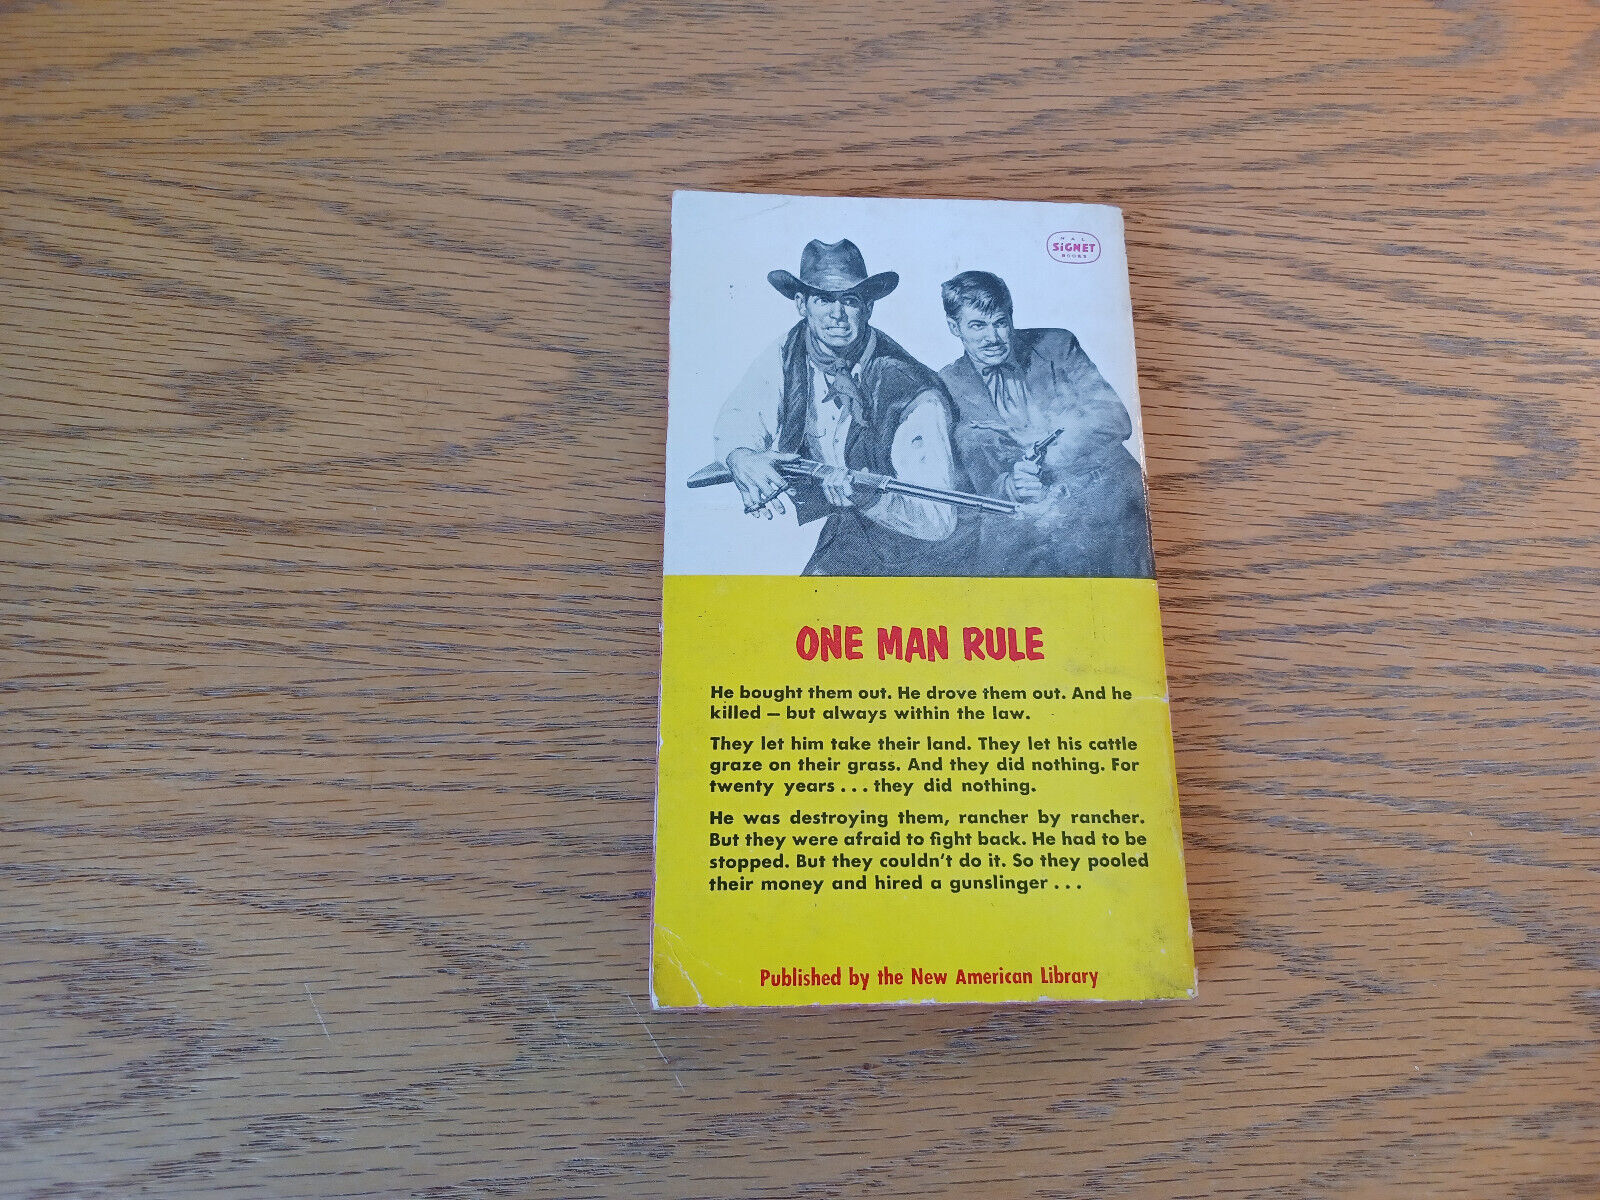 NAL
SiGNET
BOOKS
ONE MAN RULE
He bought them out. He drove them out. And he
killed – but always within the law.
They let him take their land. They let his cattle
graze on their grass. And they did nothing. For
twenty years . . . they did nothing.
He was destroying them, rancher by rancher.
But they were afraid to fight back. He had to be
stopped. But they couldn't do it. So they pooled
their money and hired a gunslinger . . .
Published by the New American Library